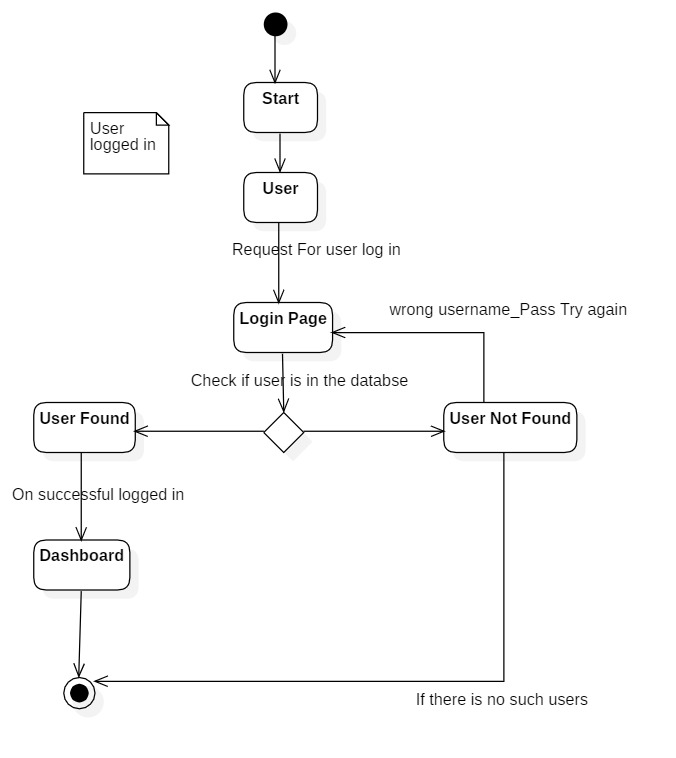 Start
User
logged in
User
Request For user log in
Login Page
wrong username_Pass Try again
Check if user is in the databse
User Found
User Not Found
On successful logged in
Dashboard
If there is no such users